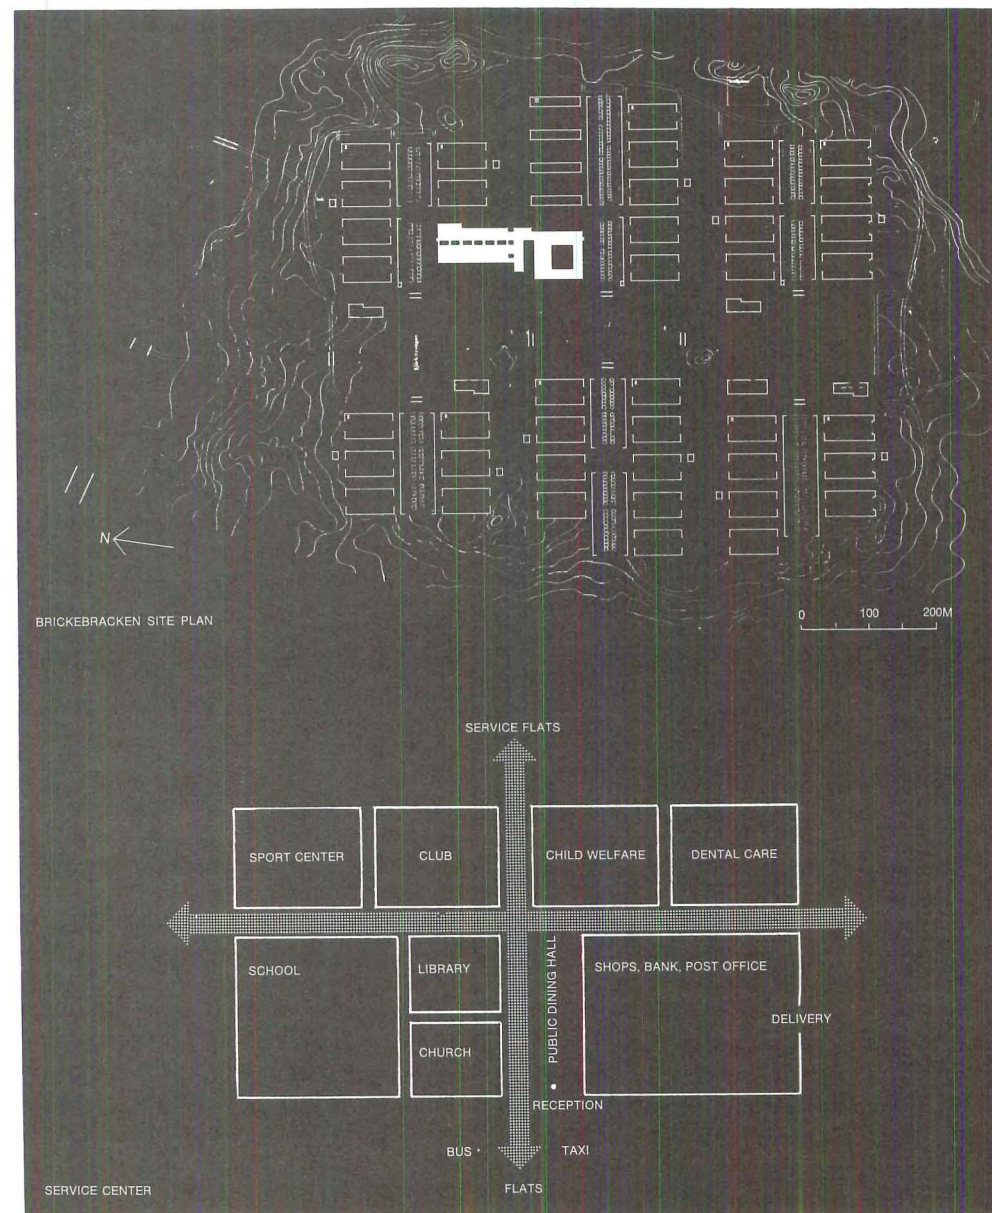 N
BRICKEBRACKEN SITE PLAN
0 100 200M
SERVICE FLATS
SPORT CENTER
CLUB
CHILD WELFARE
DENTAL CARE
SCHOOL
LIBRARY
PUBLIC DINING HALL
SHOPS, BANK, POST OFFICE
DELIVERY
CHURCH
RECEPTION
BUS
TAXI
FLATS
SERVICE CENTER